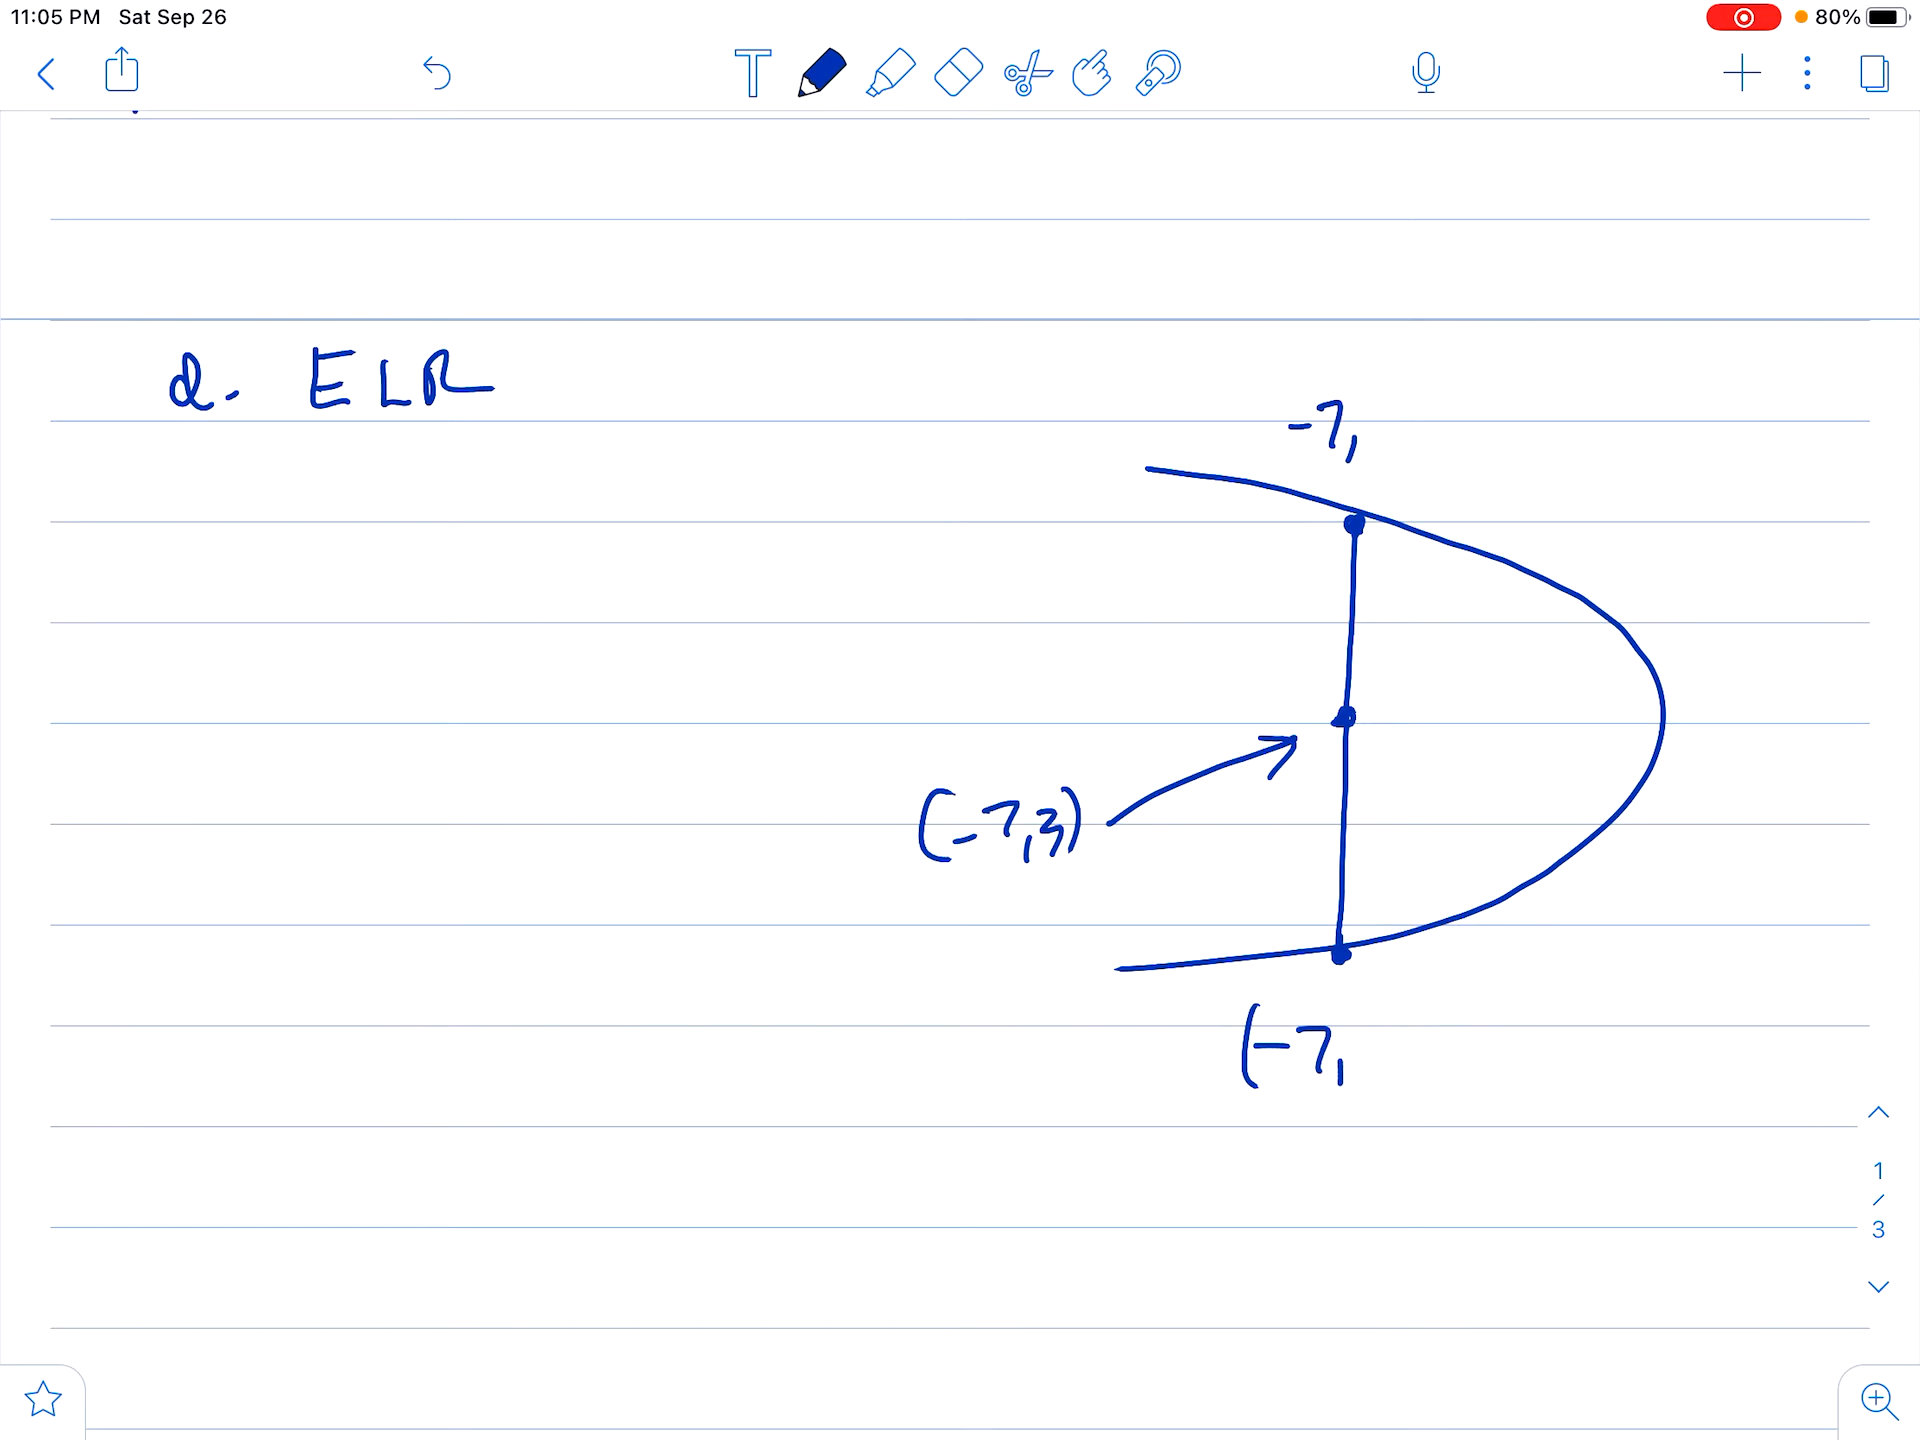 11:05 PM Sat Sep 26
80%
T
d. ELR
-7,
(-7,3)
(-7,
1
/
3